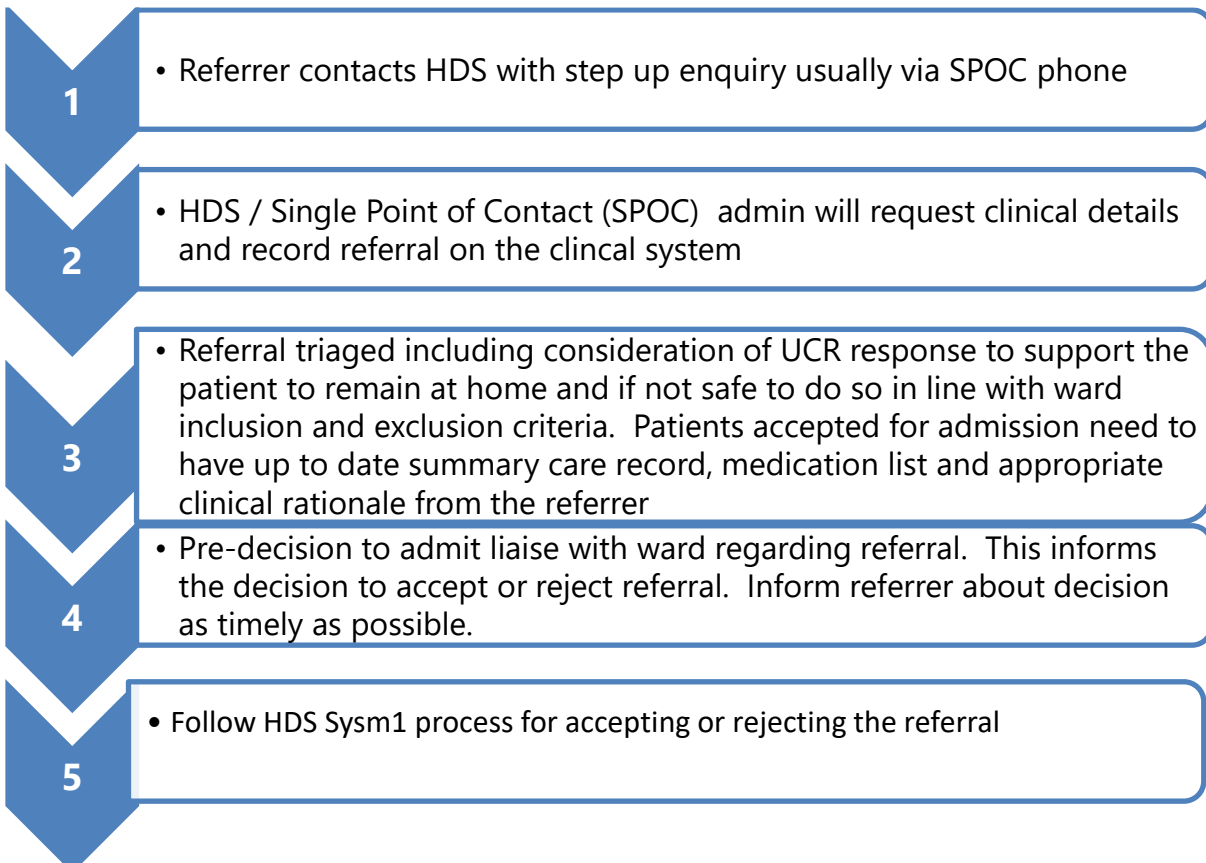 1
• Referrer contacts HDS with step up enquiry usually via SPOC phone
2
• HDS / Single Point of Contact (SPOC)  admin will request clinical details
and record referral on the clincal system
3
• Referral triaged including consideration of UCR response to support the
patient to remain at home and if not safe to do so in line with ward
inclusion and exclusion criteria.  Patients accepted for admission need to
have up to date summary care record, medication list and appropriate
clinical rationale from the referrer
4
• Pre-decision to admit liaise with ward regarding referral.  This informs
the decision to accept or reject referral.  Inform referrer about decision
as timely as possible.
5
• Follow HDS Sysm1 process for accepting or rejecting the referral